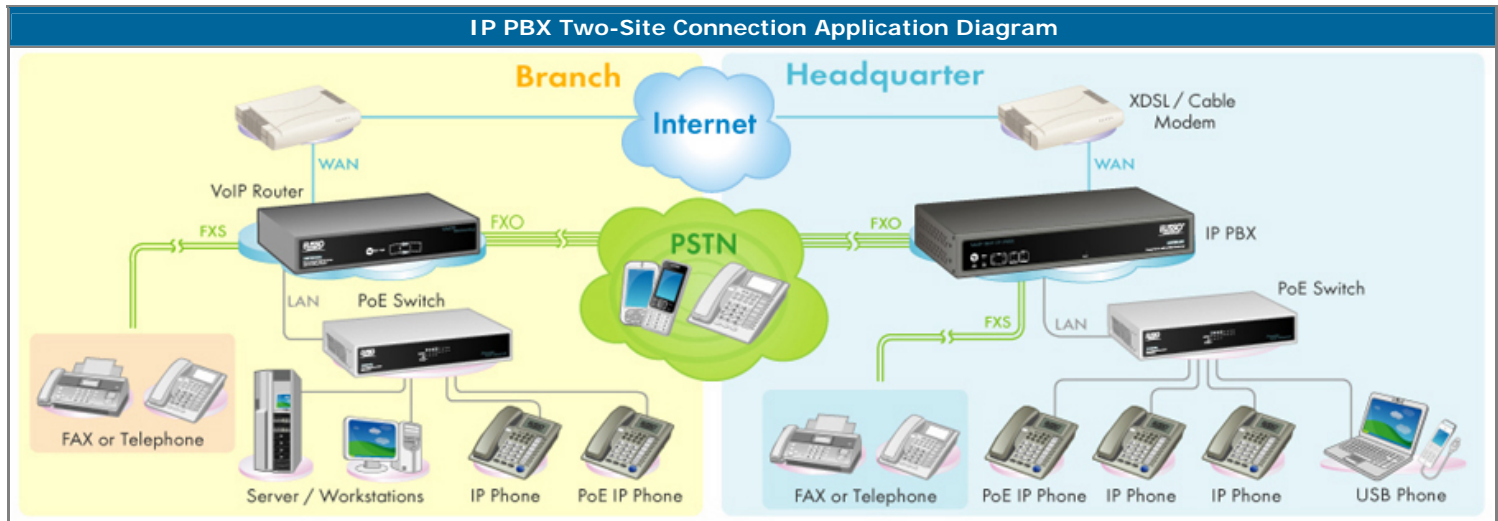 IP PBX Two-Site Connection Application Diagram
Branch
Headquarter
Internet
XDSL / Cable
Modem
WAN
WAN
VoIP Router
FXS
FXO
PSTN
FXO
IP PBX
LAN
PoE Switch
FXS
LAN
PoE Switch
FAX or Telephone
Server / Workstations
IP Phone
PoE IP Phone
FAX or Telephone
PoE IP Phone
IP Phone
IP Phone
USB Phone